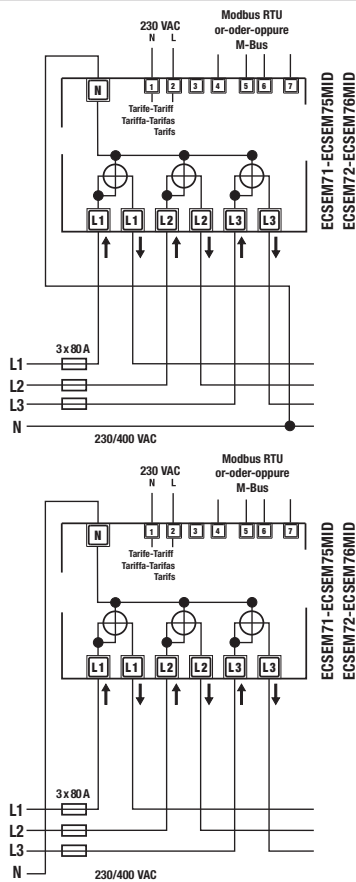 230 VAC
N L
Modbus RTU
or-oder-oppure
M-Bus
N
1 2 3 4 5 6 7
Tarife-Tariff
Tariffa-Tarifas
Tarifs
L1 L1 L2 L2 L3 L3
ECSEM71-ECSEM75MID
ECSEM72-ECSEM76MID
3 x 80 A
L1
L2
L3
N
230/400 VAC
230 VAC
N L
Modbus RTU
or-oder-oppure
M-Bus
N
1 2 3 4 5 6 7
Tarife-Tariff
Tariffa-Tarifas
Tarifs
L1 L1 L2 L2 L3 L3
ECSEM71-ECSEM75MID
ECSEM72-ECSEM76MID
3 x 80 A
L1
L2
L3
N
230/400 VAC